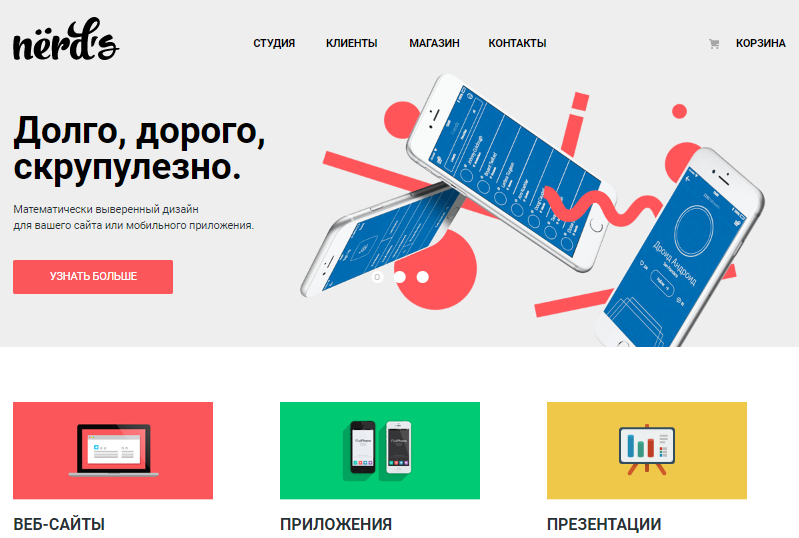 nërd's
СТУДИЯ КЛИЕНТЫ МАГАЗИН КОНТАКТЫ КОРЗИНА
Долго, дорого,
скрупулезно.
Математически выверенный дизайн
для вашего сайта или мобильного приложения.
УЗНАТЬ БОЛЬШЕ
Дроид Андроид
ВЕБ-САЙТЫ ПРИЛОЖЕНИЯ ПРЕЗЕНТАЦИИ